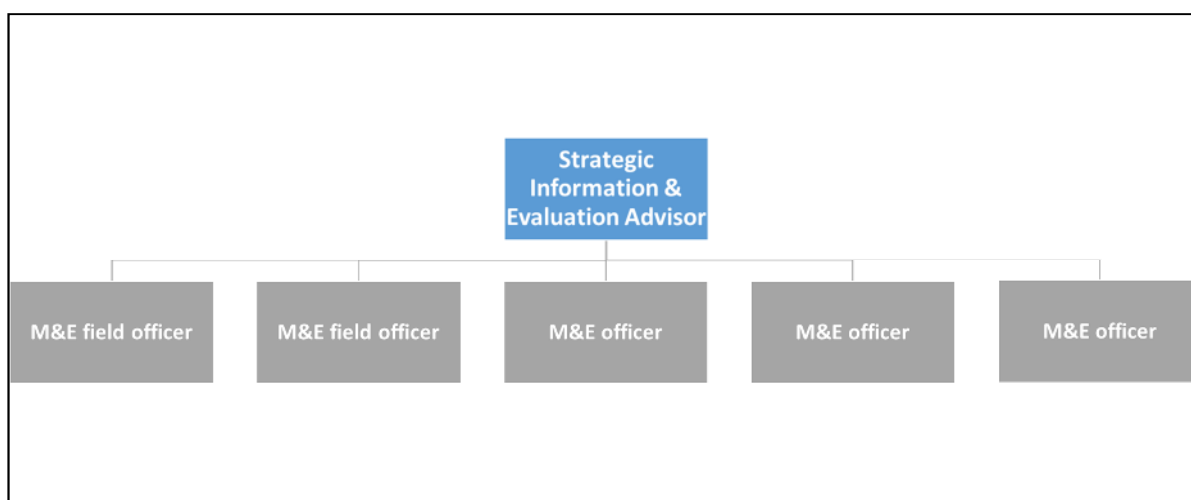 Strategic
Information &
Evaluation Advisor
M&E field officer
M&E field officer
M&E officer
M&E officer
M&E officer